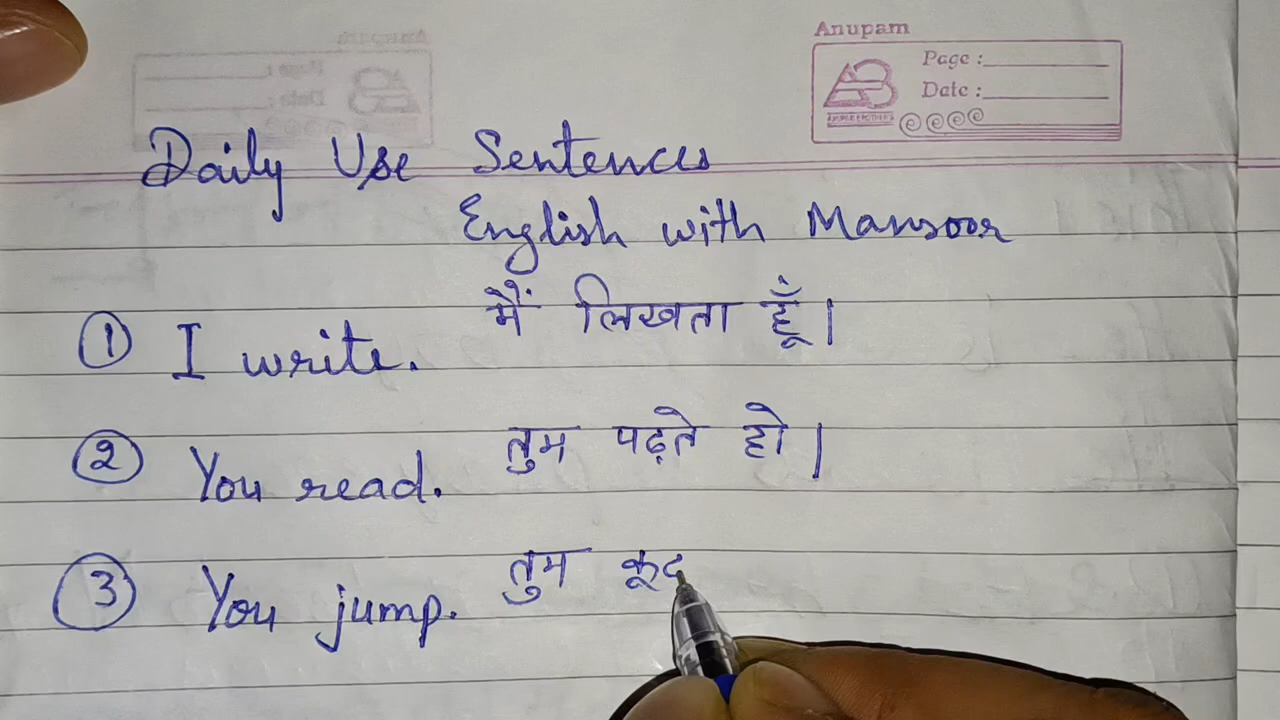 Anupam
Page :
Date :
Daily Use Sentences
English with Mansoor
मैं लिखता हूँ।
① I write.
तुम पढ़ते हो।
② You read.
तुम कूद
③ You jump.